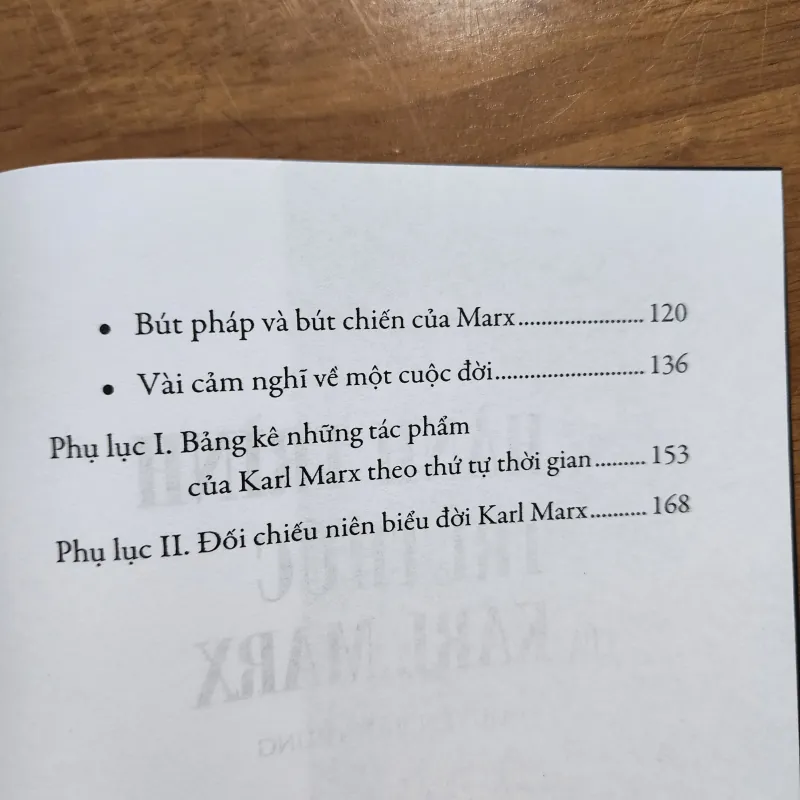 • Bút pháp và bút chiến của Marx....................... 120
• Vài cảm nghĩ về một cuộc đời........................... 136
Phụ lục I. Bảng kê những tác phẩm
của Karl Marx theo thứ tự thời gian......... 153
Phụ lục II. Đối chiếu niên biểu đời Karl Marx.......... 168
KARL MARX